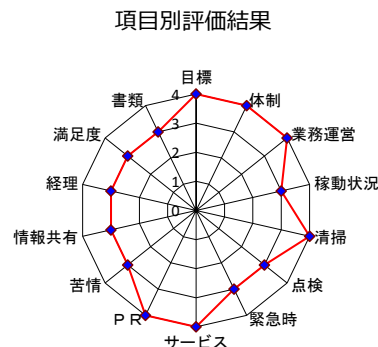 項目別評価結果
目標
体制
業務運営
稼動状況
清掃
点検
緊急時
サービス
ＰＲ
苦情
情報共有
経理
満足度
書類
4
3
2
1
0